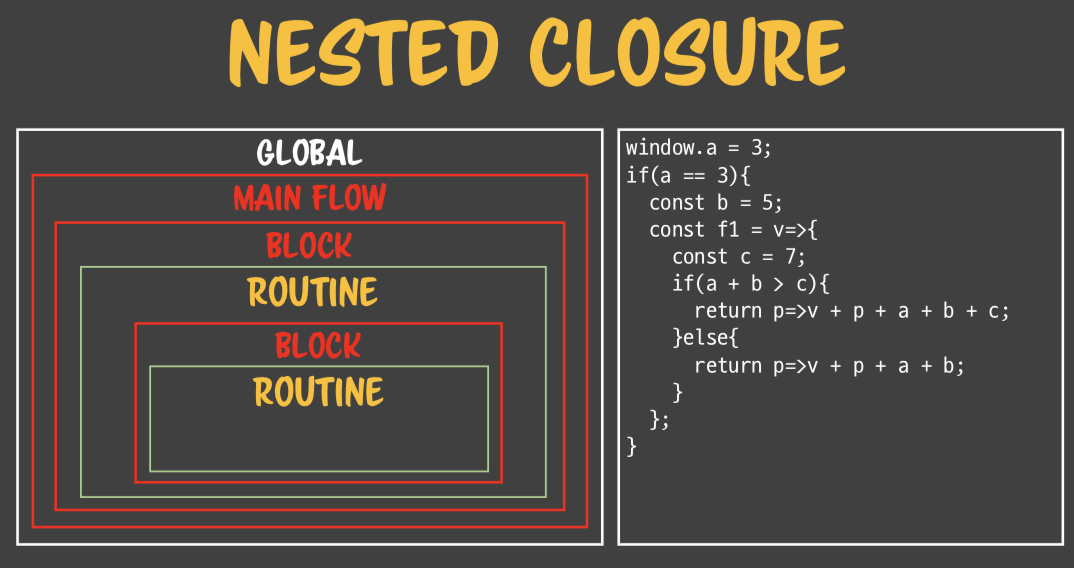 NESTED CLOSURE
GLOBAL
MAIN FLOW
BLOCK
ROUTINE
BLOCK
ROUTINE
window.a = 3;
if(a == 3){
  const b = 5;
  const f1 = v=>{
    const c = 7;
    if(a + b > c){
      return p=>v + p + a + b + c;
    }else{
      return p=>v + p + a + b;
    }
  };
}